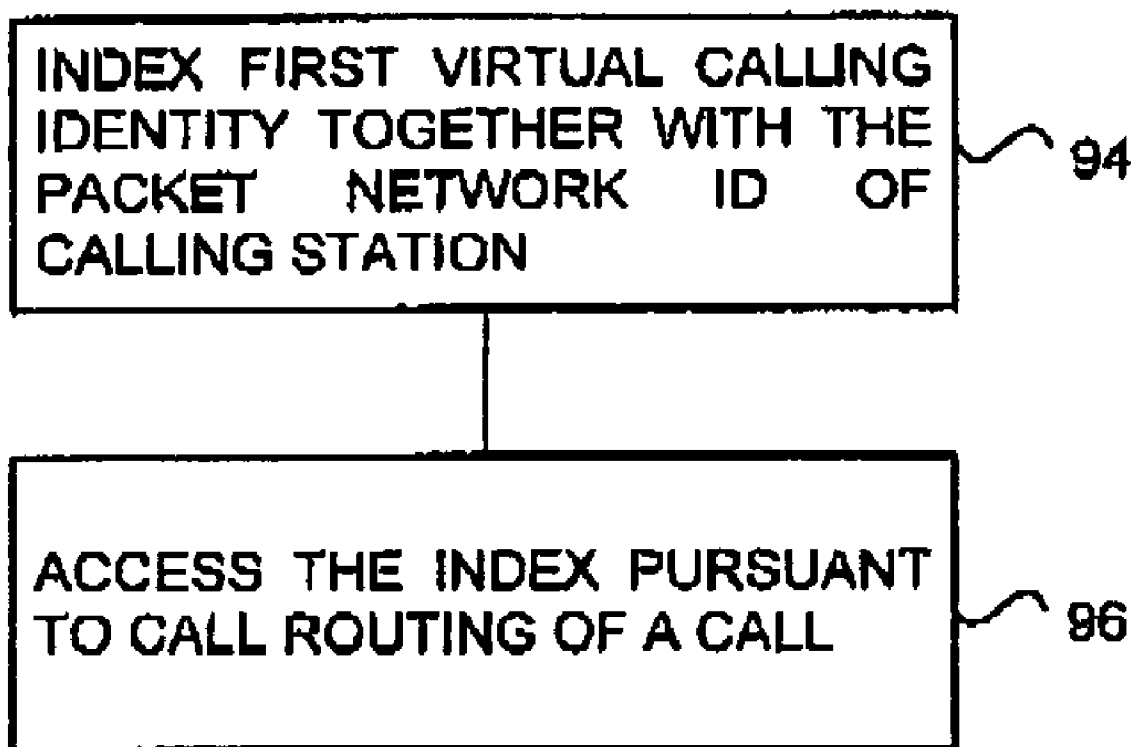 INDEX FIRST VIRTUAL CALLING
IDENTITY TOGETHER WITH THE
PACKET NETWORK ID OF
CALLING STATION
94
ACCESS THE INDEX PURSUANT
TO CALL ROUTING OF A CALL
96